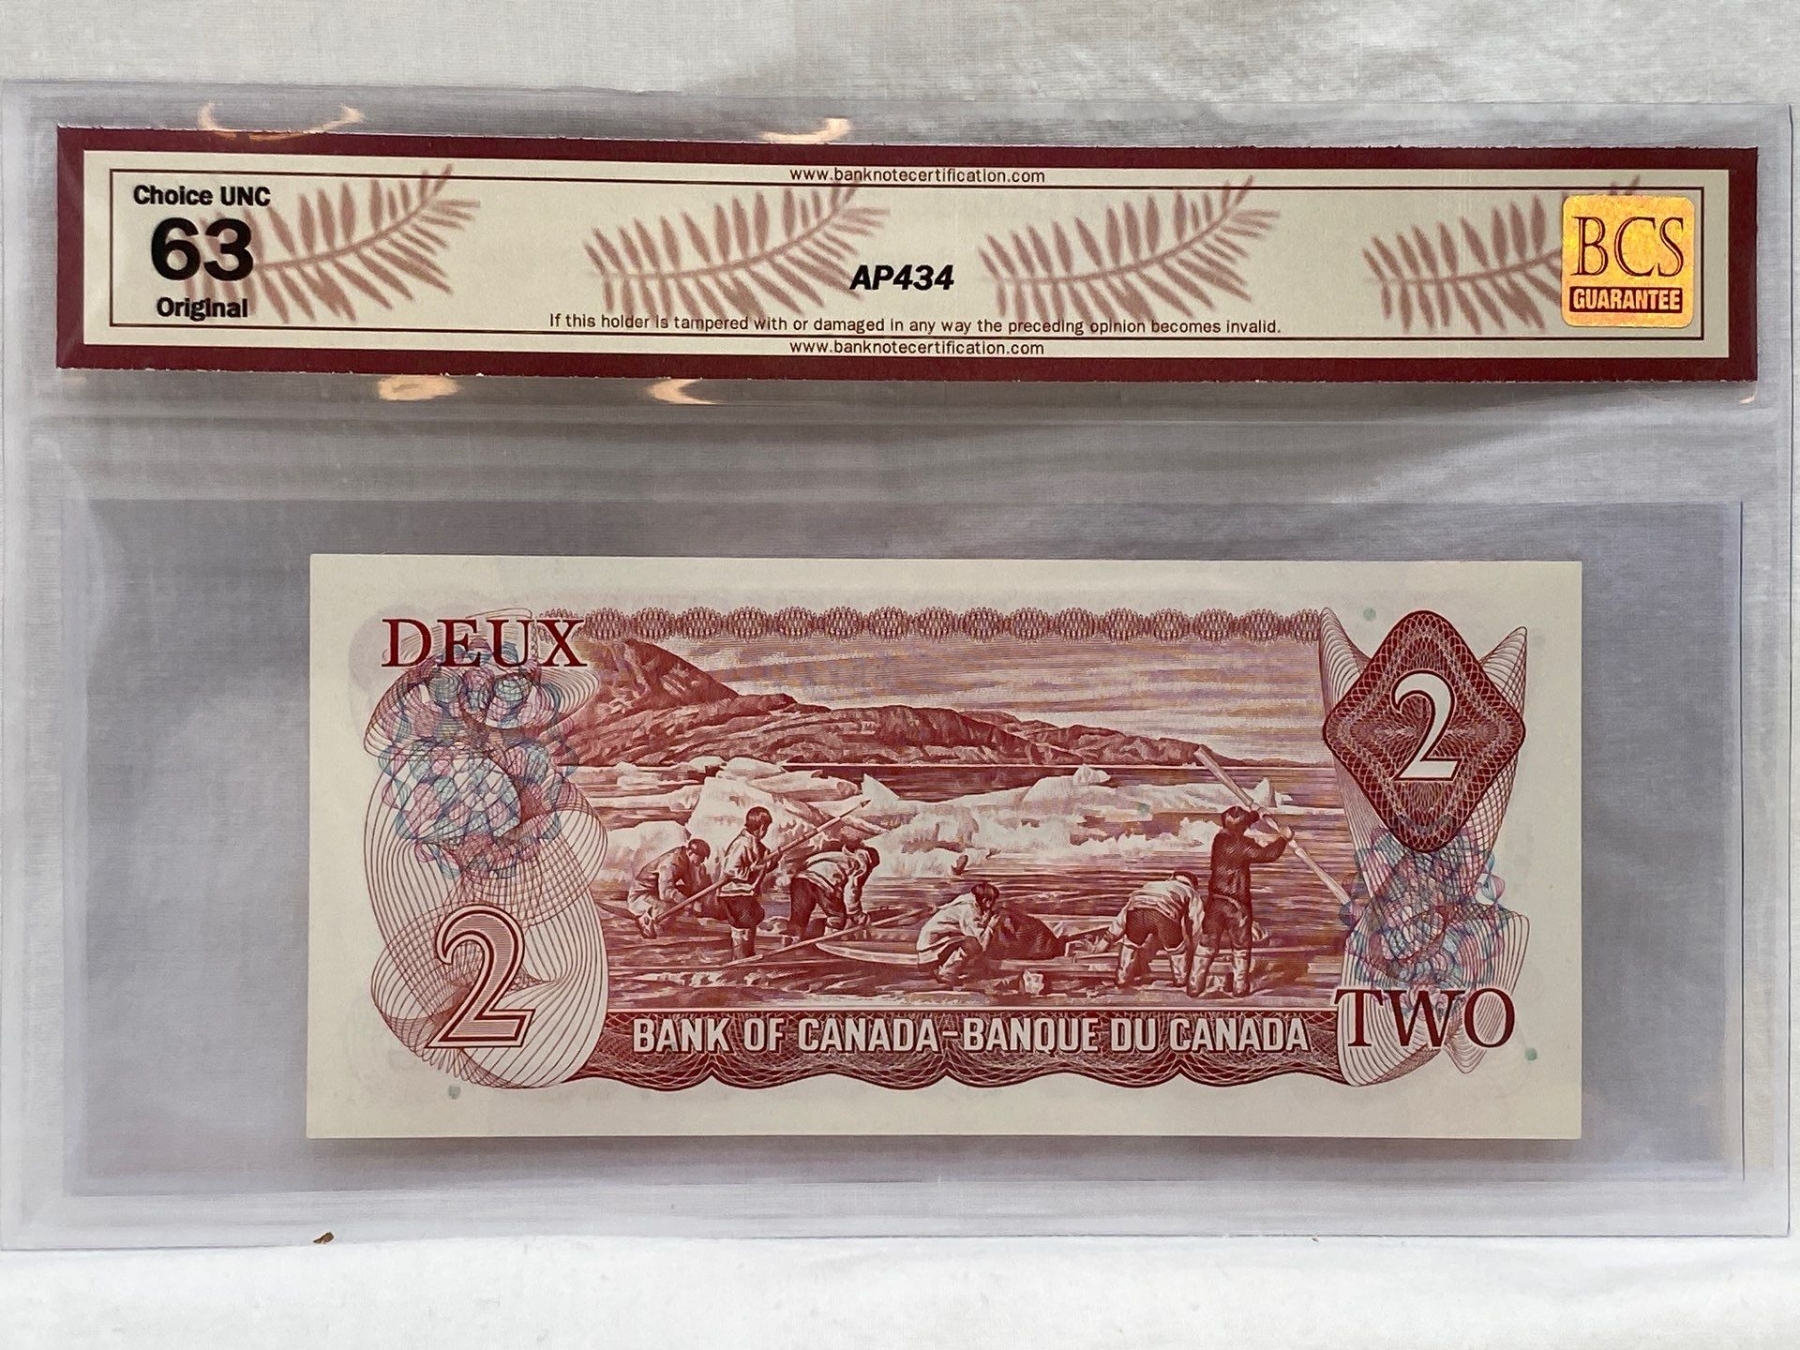 www.banknotecertification.com
Choice UNC
63
Original
AP434
BCS
GUARANTEE
If this holder is tampered with or damaged in any way the preceding opinion becomes invalid.
www.banknotecertification.com
DEUX
2
2
TWO
BANK OF CANADA-BANQUE DU CANADA